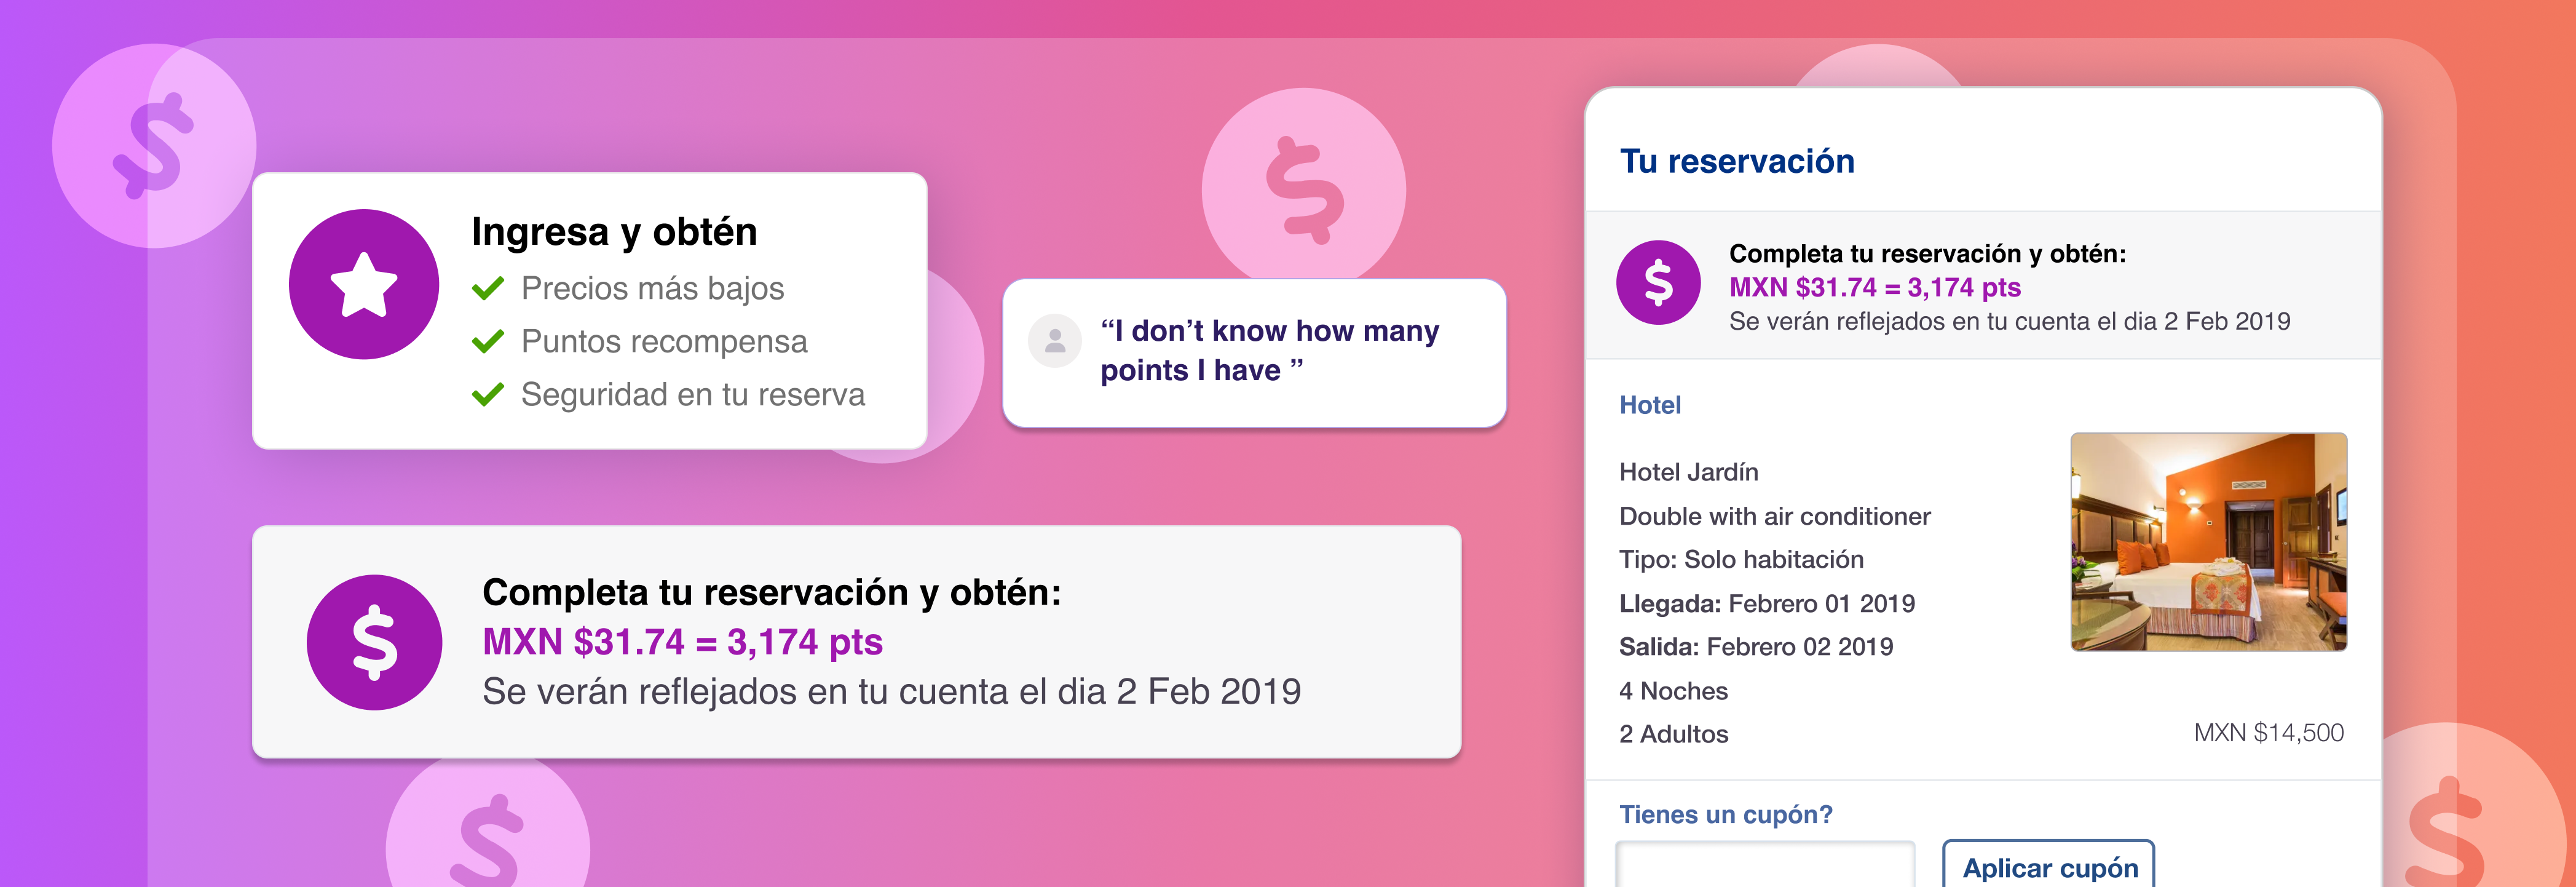 Ingresa y obtén
Precios más bajos
Puntos recompensa
Seguridad en tu reserva
“I don’t know how many
points I have ”
Completa tu reservación y obtén:
MXN $31.74 = 3,174 pts
Se verán reflejados en tu cuenta el dia 2 Feb 2019
Tu reservación
Completa tu reservación y obtén:
MXN $31.74 = 3,174 pts
Se verán reflejados en tu cuenta el dia 2 Feb 2019
Hotel
Hotel Jardín
Double with air conditioner
Tipo: Solo habitación
Llegada: Febrero 01 2019
Salida: Febrero 02 2019
4 Noches
2 Adultos
MXN $14,500
Tienes un cupón?
Aplicar cupón